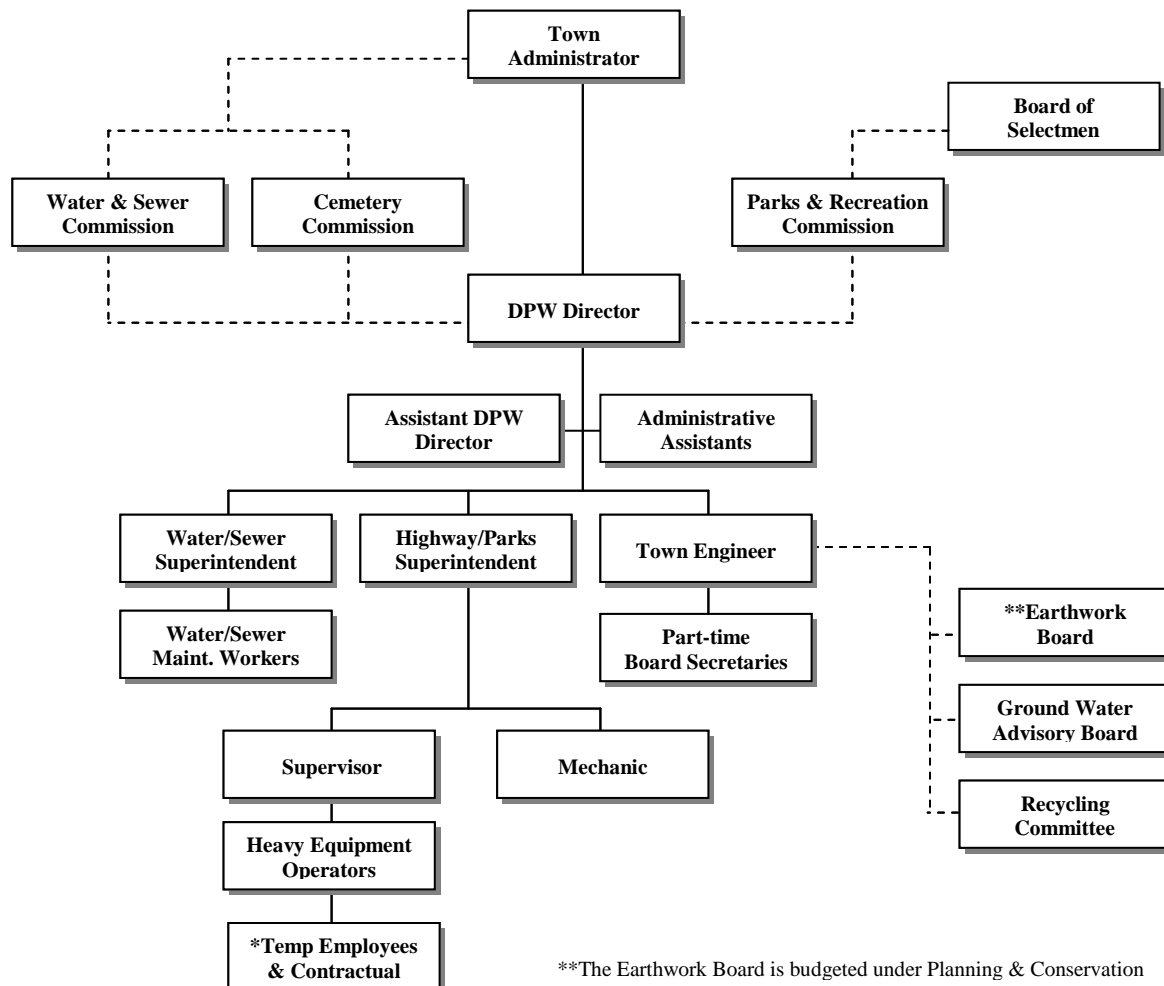 Town
Administrator
Board of
Selectmen
Water & Sewer
Commission
Cemetery
Commission
Parks & Recreation
Commission
DPW Director
Assistant DPW
Director
Administrative
Assistants
Water/Sewer
Superintendent
Highway/Parks
Superintendent
Town Engineer
Water/Sewer
Maint. Workers
Part-time
Board Secretaries
**Earthwork
Board
Ground Water
Advisory Board
Supervisor
Mechanic
Recycling
Committee
Heavy Equipment
Operators
*Temp Employees
& Contractual
**The Earthwork Board is budgeted under Planning & Conservation